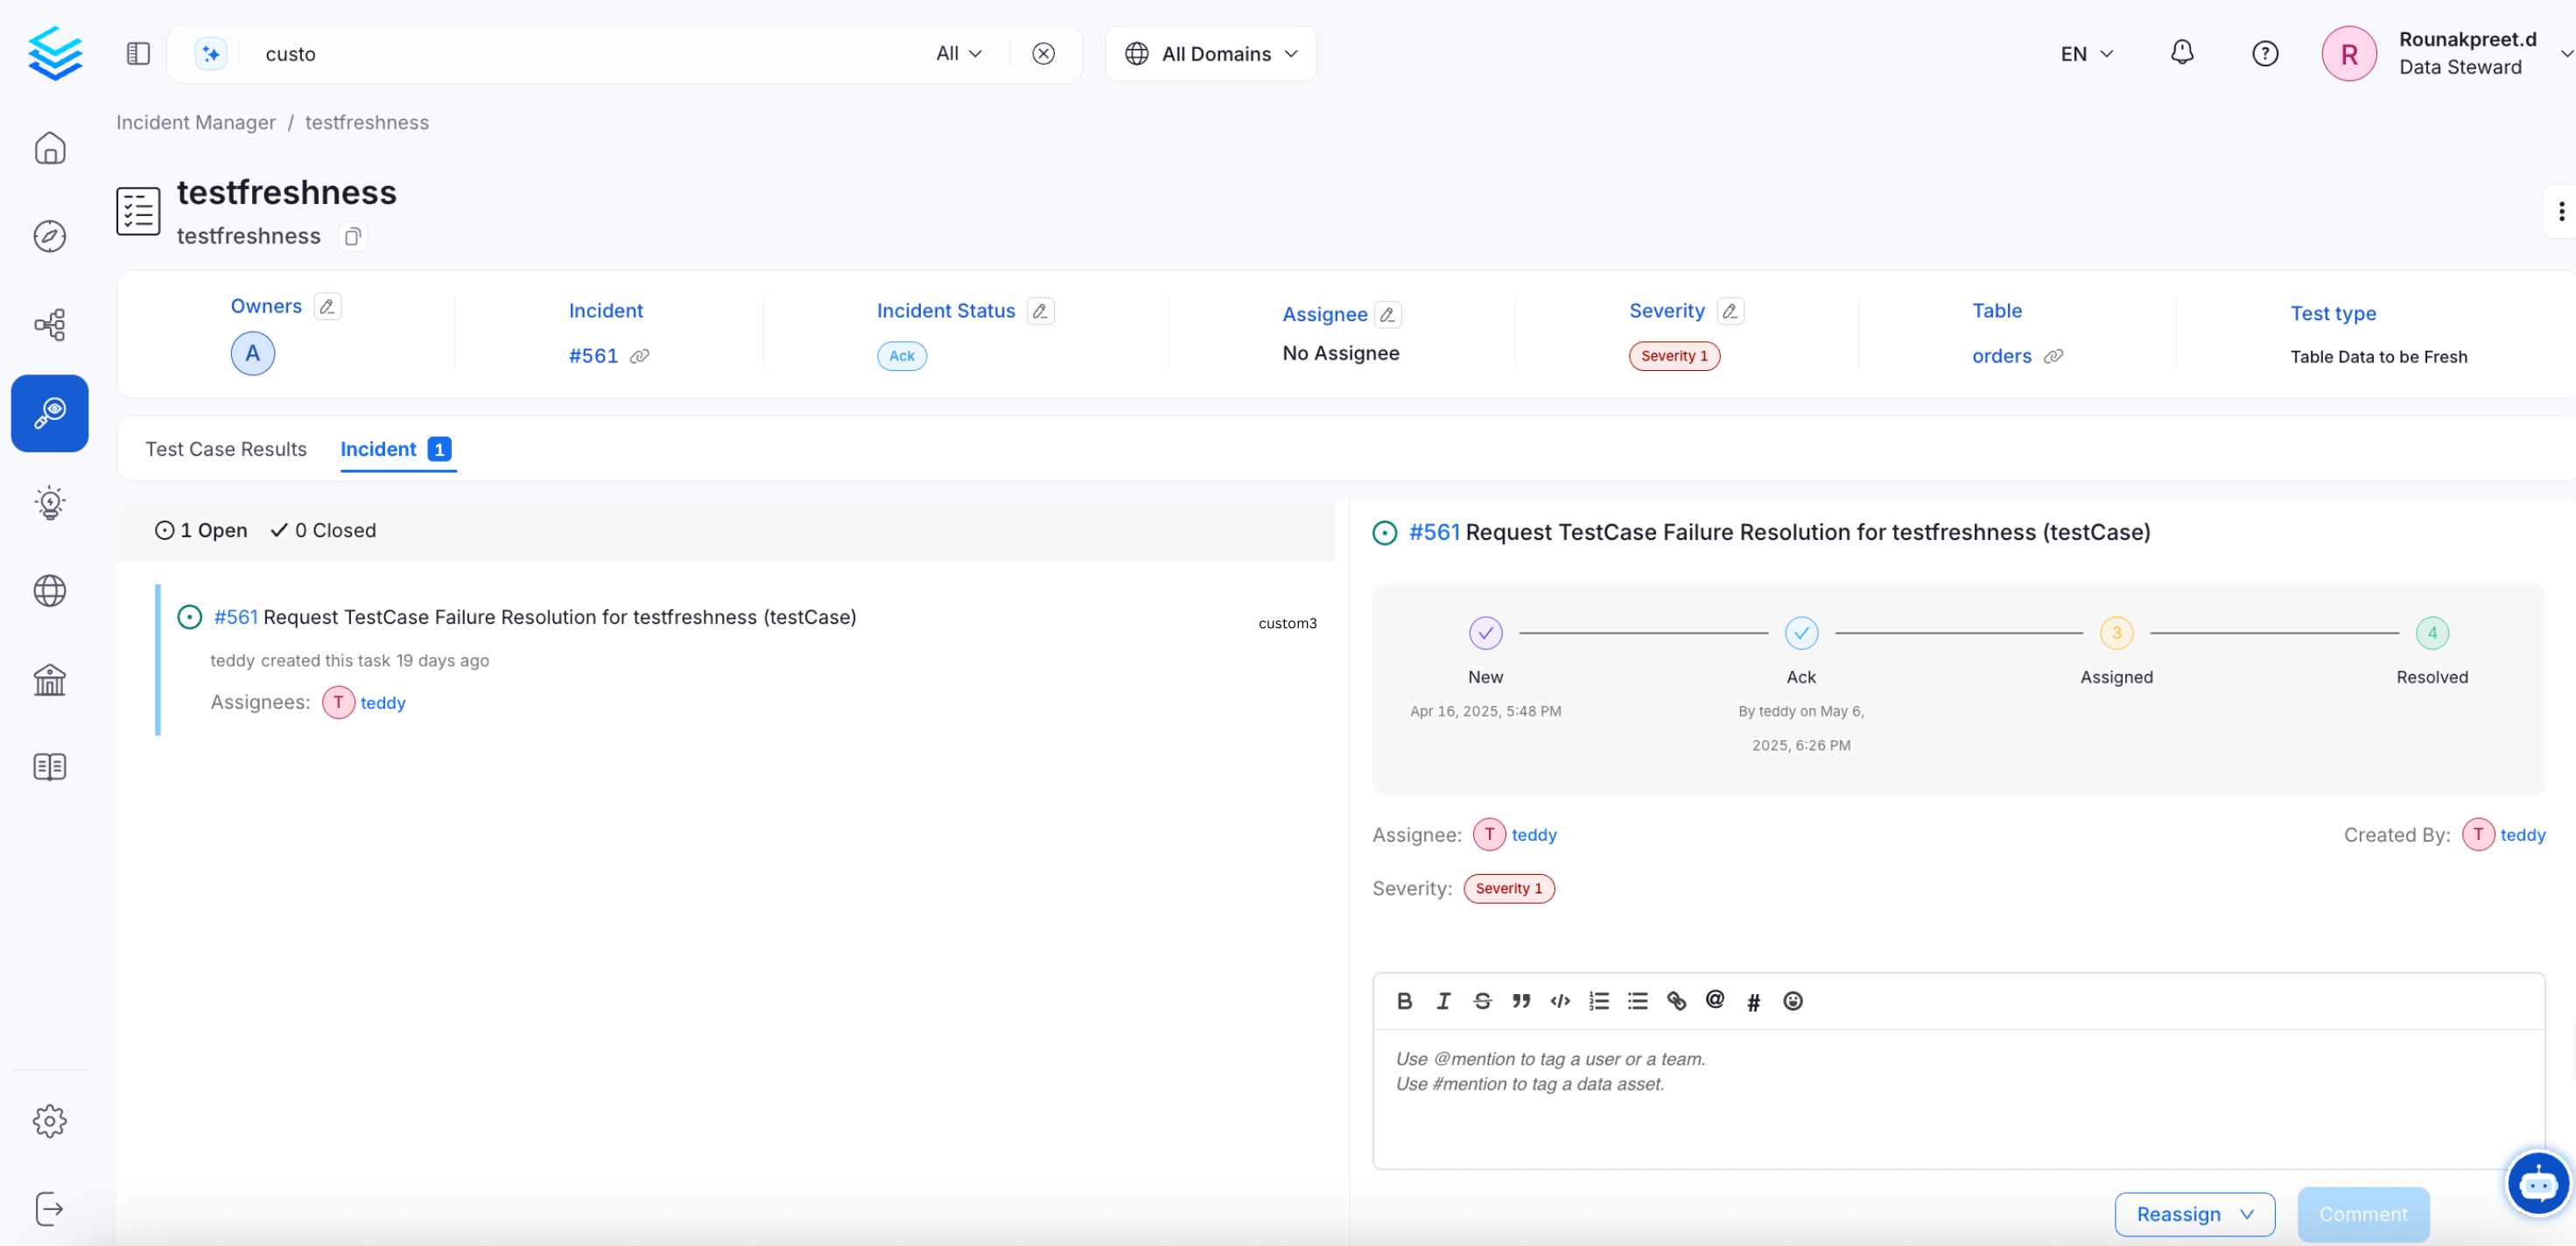 custo
All
All Domains
EN
R
Rounakpreet.d
Data Steward
Incident Manager / testfreshness
testfreshness
testfreshness
Owners
A
Incident
#561
Incident Status
Ack
Assignee
No Assignee
Severity
Severity 1
Table
orders
Test type
Table Data to be Fresh
Test Case Results
Incident 1
1 Open 0 Closed
#561 Request TestCase Failure Resolution for testfreshness (testCase)
custom3
teddy created this task 19 days ago
Assignees: T teddy
#561 Request TestCase Failure Resolution for testfreshness (testCase)
3 4
New Ack Assigned Resolved
Apr 16, 2025, 5:48 PM By teddy on May 6,
2025, 6:26 PM
Assignee: T teddy Created By: T teddy
Severity: Severity 1
B I S @ #
Use @mention to tag a user or a team.
Use #mention to tag a data asset.
Reassign Comment